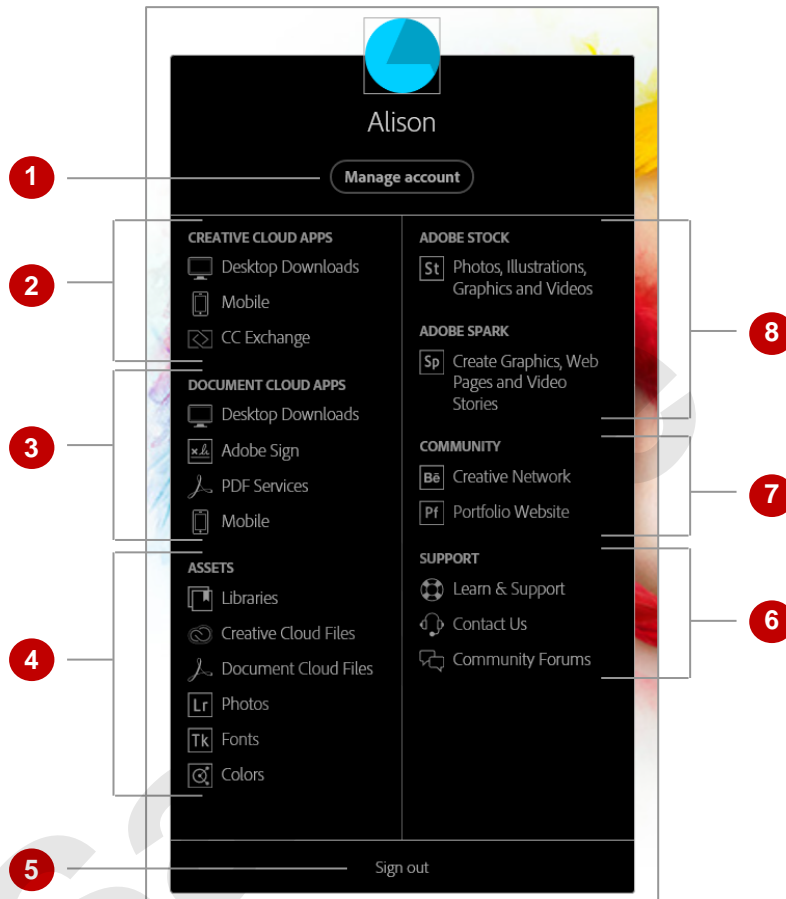 Alison
1
Manage account
2
CREATIVE CLOUD APPS
Desktop Downloads
Mobile
CC Exchange
3
DOCUMENT CLOUD APPS
Desktop Downloads
Adobe Sign
PDF Services
Mobile
4
ASSETS
Libraries
Creative Cloud Files
Document Cloud Files
Lr Photos
Tk Fonts
Colors
ADOBE STOCK
St Photos, Illustrations,
Graphics and Videos
ADOBE SPARK
Sp Create Graphics, Web
Pages and Video
Stories
8
COMMUNITY
Bē Creative Network
Pf Portfolio Website
7
SUPPORT
Learn & Support
Contact Us
Community Forums
6
5
Sign out